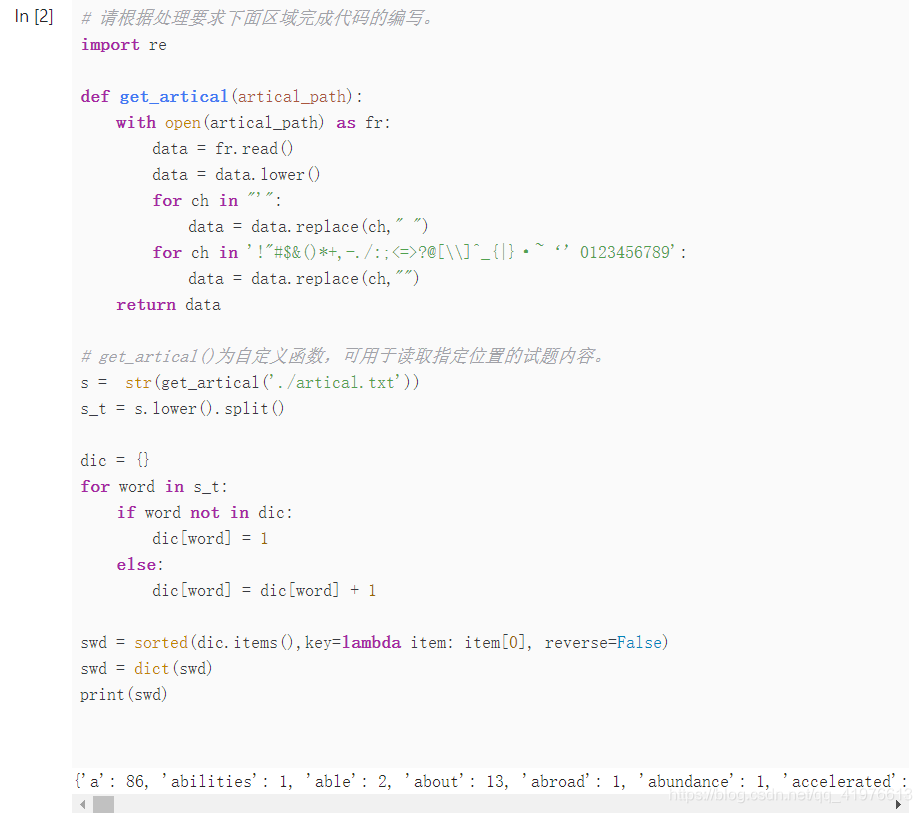 In [2]
# 请根据处理要求下面区域完成代码的编写。
import re
def get_artical(artical_path):
    with open(artical_path) as fr:
        data = fr.read()
        data = data.lower()
        for ch in "'":
            data = data.replace(ch," ")
        for ch in '!"#$&()*+,-./:;<=>?@[\\]^_{|}·~‘’ 0123456789':
            data = data.replace(ch,"")
    return data
# get_artical()为自定义函数，可用于读取指定位置的试题内容。
s =  str(get_artical('./artical.txt'))
s_t = s.lower().split()
dic = {}
for word in s_t:
    if word not in dic:
        dic[word] = 1
    else:
        dic[word] = dic[word] + 1
swd = sorted(dic.items(),key=lambda item: item[0], reverse=False)
swd = dict(swd)
print(swd)
{'a': 86, 'abilities': 1, 'able': 2, 'about': 13, 'abroad': 1, 'abundance': 1, 'accelerated':